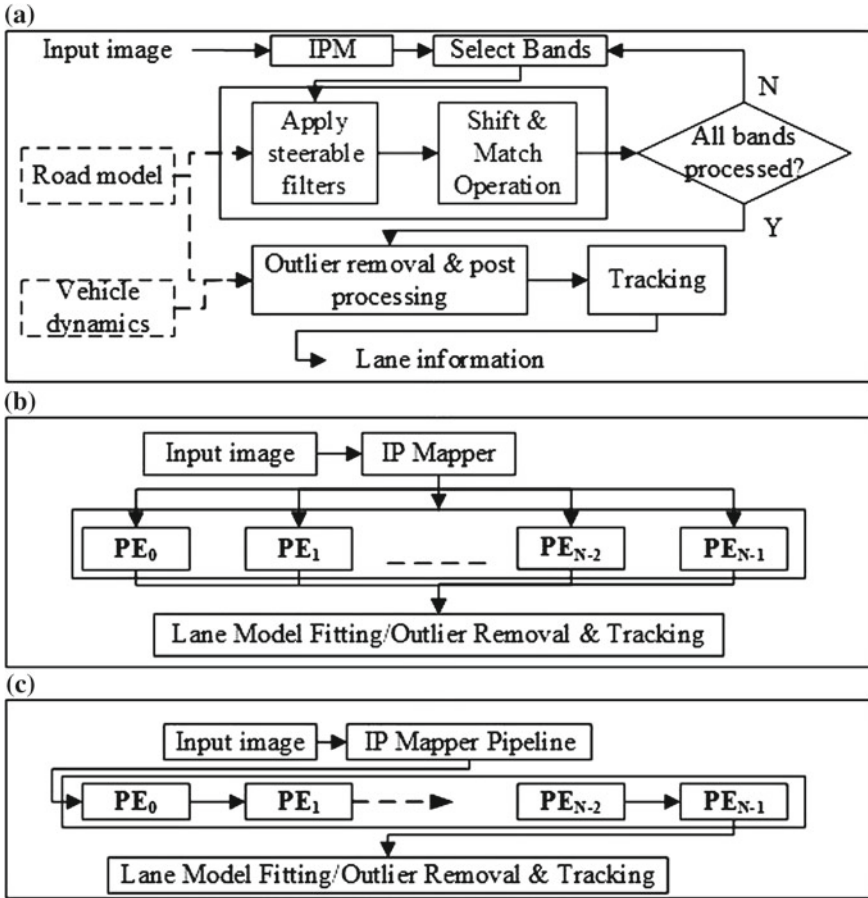 (a)
Input image
IPM
Select Bands
N
Apply
steerable
filters
Shift &
Match
Operation
All bands
processed?
Road model
Y
Vehicle
dynamics
Outlier removal & post
processing
Tracking
Lane information
(b)
Input image
IP Mapper
PE0
PE1
PEN-2
PEN-1
Lane Model Fitting/Outlier Removal & Tracking
(c)
Input image
IP Mapper Pipeline
PE0
PE1
PEN-2
PEN-1
Lane Model Fitting/Outlier Removal & Tracking